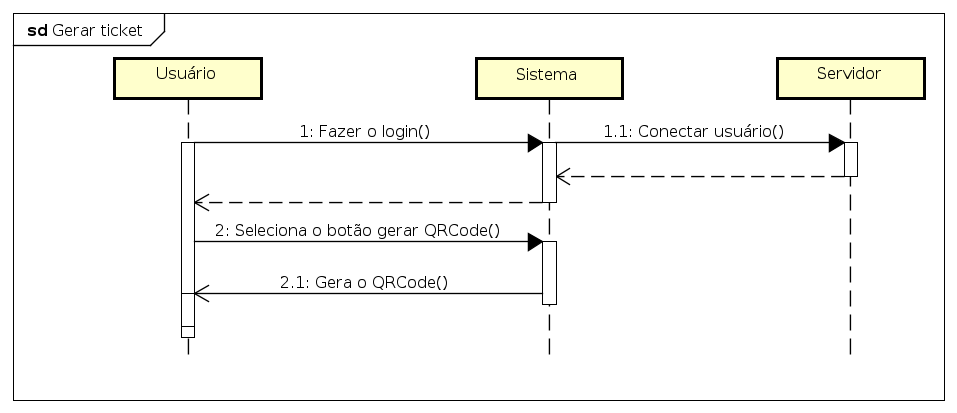 sd Gerar ticket
Usuário
Sistema
Servidor
1: Fazer o login()
1.1: Conectar usuário()
2: Seleciona o botão gerar QRCode()
2.1: Gera o QRCode()